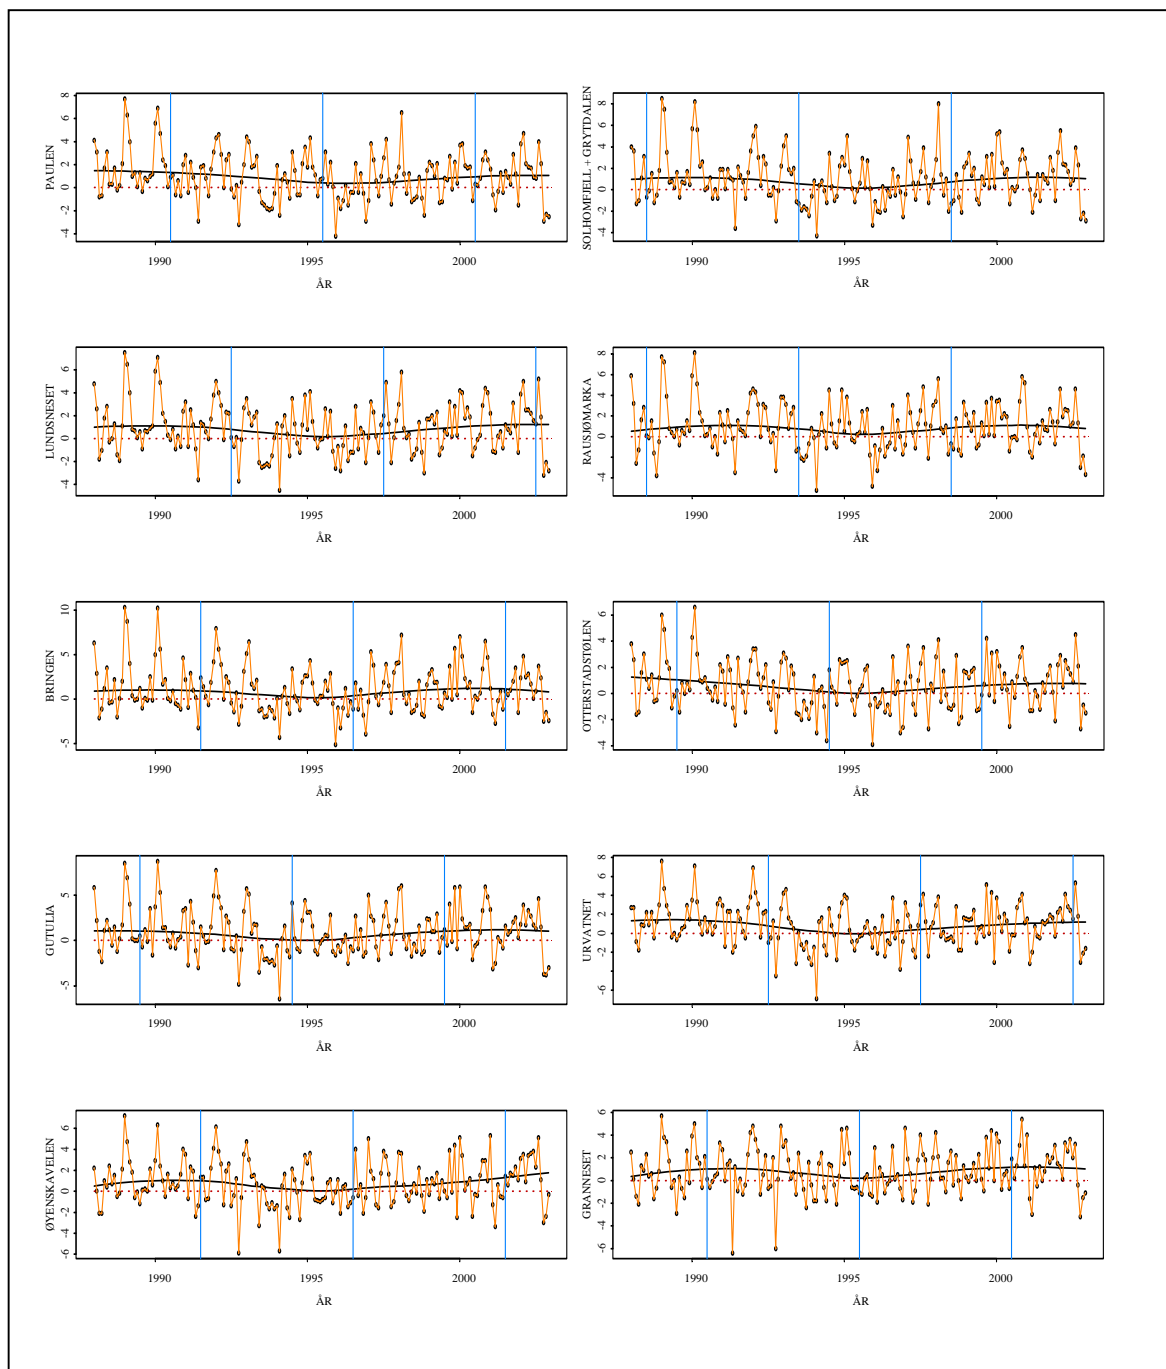 PAULEN
8
6
4
2
0
-2
-4
1990 1995 2000
ÅR
SOLHOMFJELL + GRYTDALEN
8
6
4
2
0
-2
-4
1990 1995 2000
ÅR
LUNDSNESET
6
4
2
0
-2
-4
1990 1995 2000
ÅR
RAUSJØMARKA
8
4
0
-4
1990 1995 2000
ÅR
BRINGEN
10
5
0
-5
1990 1995 2000
ÅR
OTTERSTADSTØLEN
6
4
2
0
-2
-4
1990 1995 2000
ÅR
GUTULIA
5
0
-5
1990 1995 2000
ÅR
URVATNET
8
6
4
2
0
-2
-6
1990 1995 2000
ÅR
ØYENSKAVELEN
6
4
2
0
-2
-4
-6
1990 1995 2000
ÅR
GRANNESET
6
4
2
0
-2
-6
1990 1995 2000
ÅR